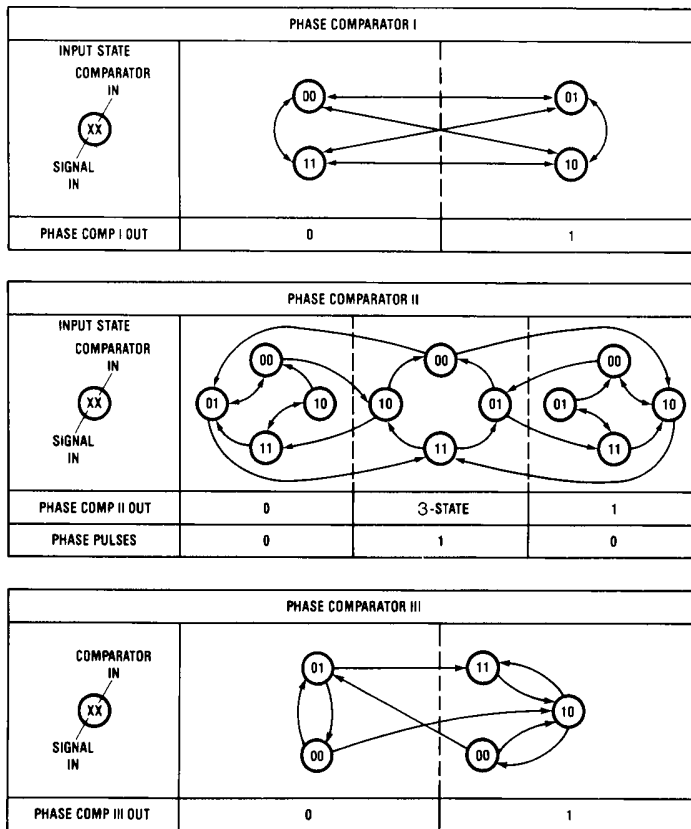 PHASE COMPARATOR I
INPUT STATE
COMPARATOR
IN
XX
SIGNAL
IN
00
01
11
10
PHASE COMP I OUT
0
1
PHASE COMPARATOR II
INPUT STATE
COMPARATOR
IN
XX
SIGNAL
IN
00
01
10
11
00
10
01
11
00
01
10
11
PHASE COMP II OUT
0
3-STATE
1
PHASE PULSES
0
1
0
PHASE COMPARATOR III
COMPARATOR
IN
XX
SIGNAL
IN
01
11
10
00
00
PHASE COMP III OUT
0
1